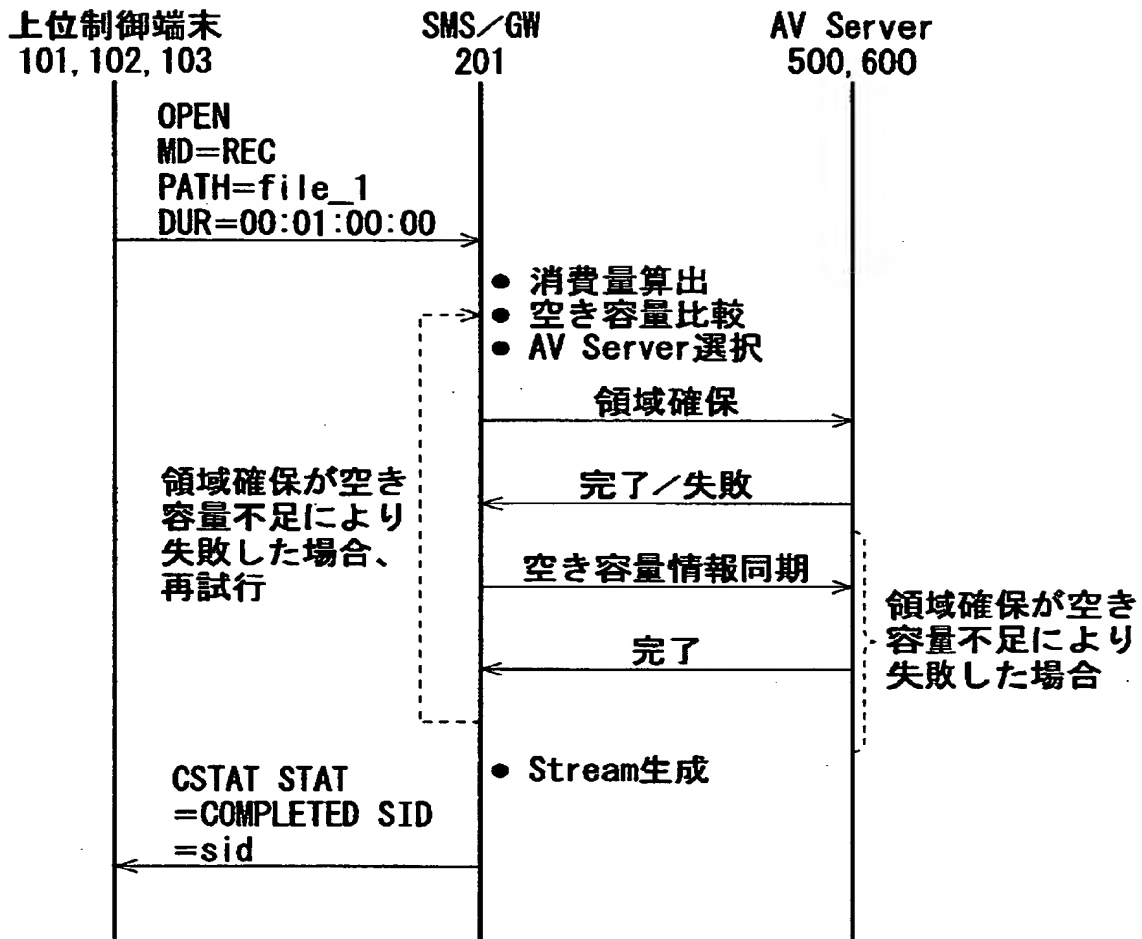 上位制御端末
101, 102, 103
SMS／GW
201
AV Server
500, 600
OPEN
MD=REC
PATH=file_1
DUR=00:01:00:00
● 消費量算出
● 空き容量比較
● AV Server選択
領域確保
領域確保が空き
容量不足により
失敗した場合、
再試行
完了／失敗
空き容量情報同期
完了
領域確保が空き
容量不足により
失敗した場合
● Stream生成
CSTAT STAT
=COMPLETED SID
=sid